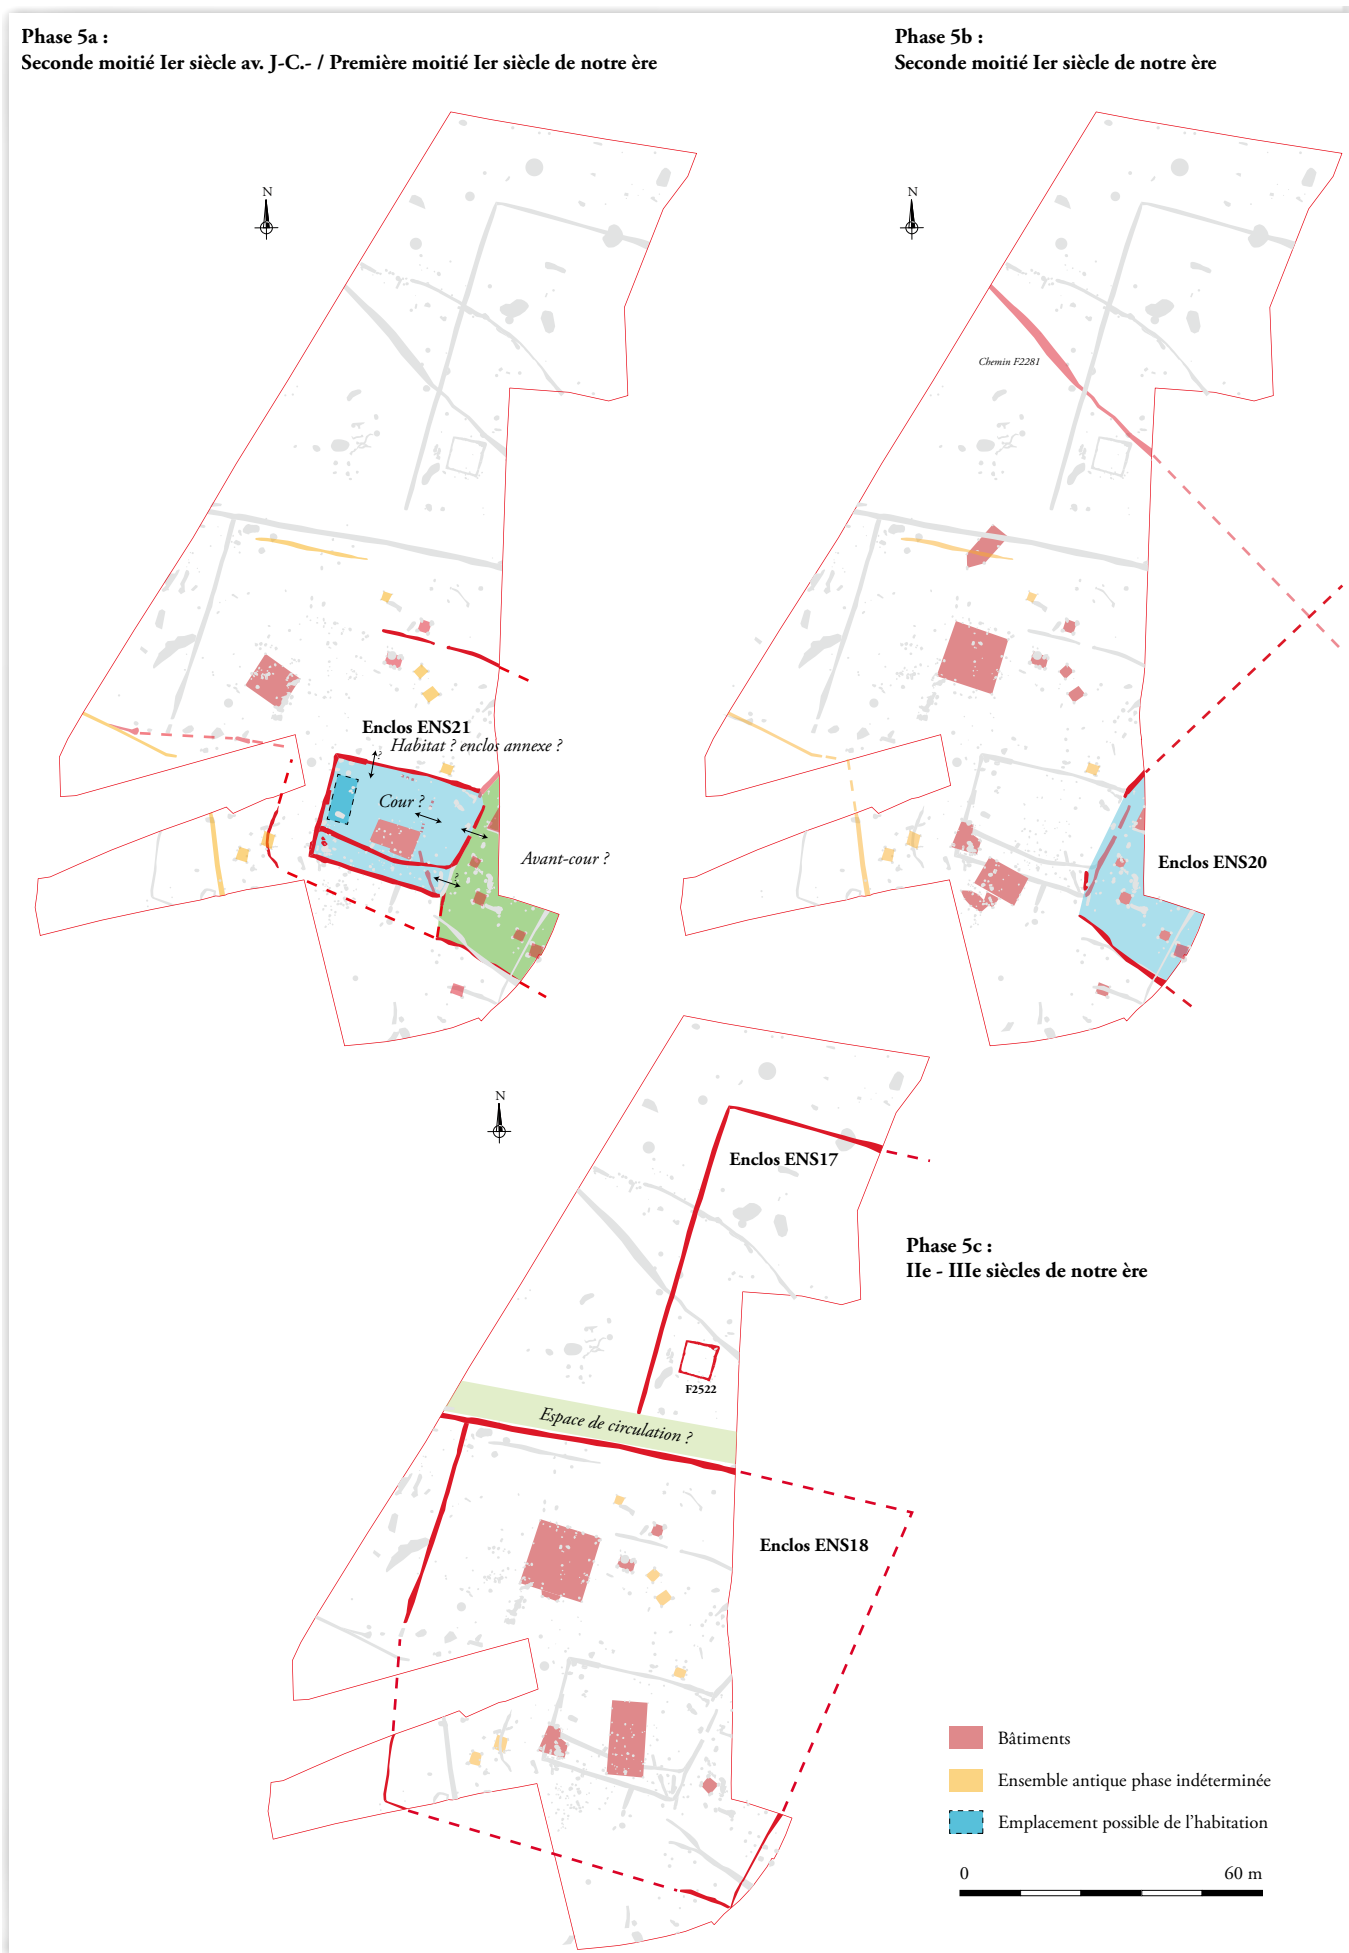 Phase 5a :
Seconde moitié Ier siècle av. J-C.- / Première moitié Ier siècle de notre ère
Phase 5b :
Seconde moitié Ier siècle de notre ère
N
N
Chemin F2281
Enclos ENS21
Habitat ? enclos annexe ?
?
Cour ?
Avant-cour ?
?
Enclos ENS20
N
Enclos ENS17
Phase 5c :
IIe - IIIe siècles de notre ère
F2522
Espace de circulation ?
Enclos ENS18
Bâtiments
Ensemble antique phase indéterminée
Emplacement possible de l'habitation
0 60 m